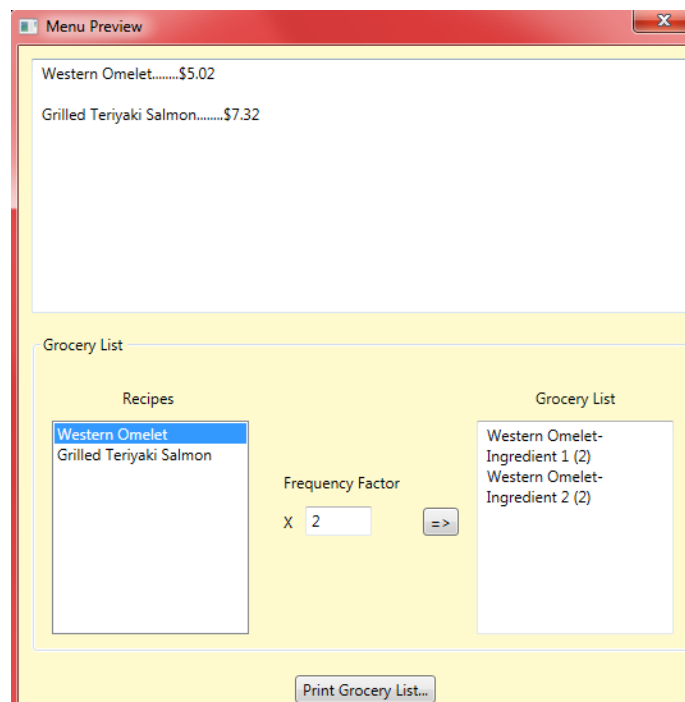 Menu Preview
x
Western Omelet........$5.02
Grilled Teriyaki Salmon........$7.32
Grocery List
Recipes
Grocery List
Western Omelet
Grilled Teriyaki Salmon
Frequency Factor
X 2
=>
Western Omelet-
Ingredient 1 (2)
Western Omelet-
Ingredient 2 (2)
Print Grocery List...